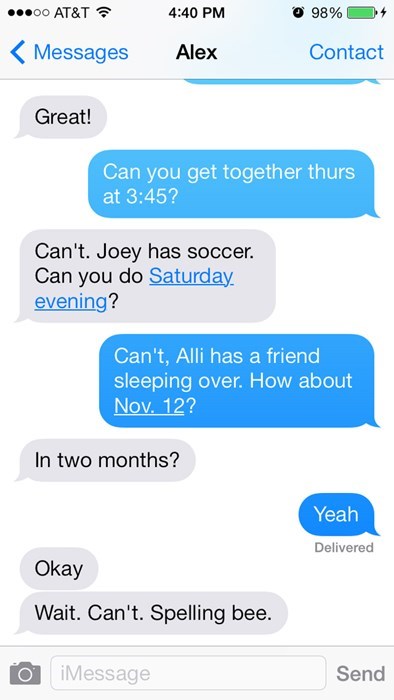 AT&T 4:40 PM 98%
Messages Alex Contact
Great!
Can you get together thurs
at 3:45?
Can't. Joey has soccer.
Can you do Saturday
evening?
Can't, Alli has a friend
sleeping over. How about
Nov. 12?
In two months?
Yeah
Delivered
Okay
Wait. Can't. Spelling bee.
iMessage Send